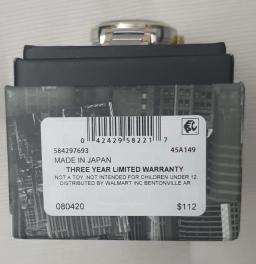 0 42429 58221 7
584297693 45A149
MADE IN JAPAN
THREE YEAR LIMITED WARRANTY
NOT A TOY. NOT INTENDED FOR CHILDREN UNDER 12.
DISTRIBUTED BY WALMART INC BENTONVILLE AR
080420 $112